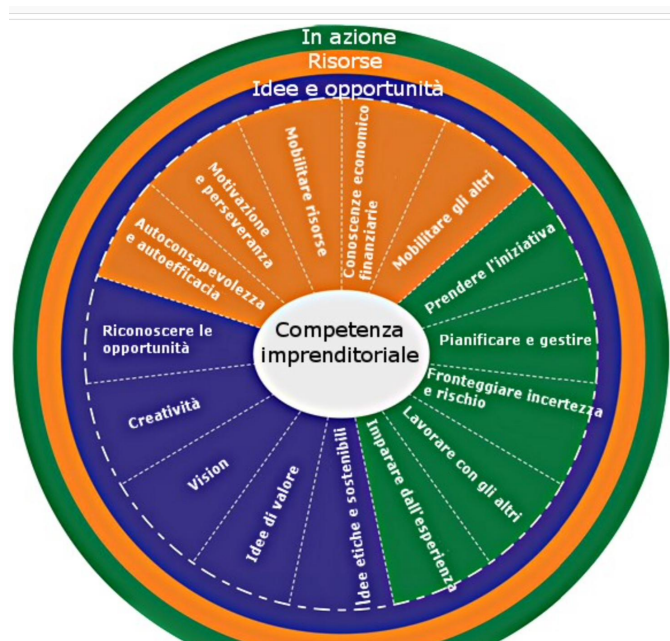 In azione
Risorse
Idee e opportunità
Autoconsapevolezza
e autoefficacia
Motivazione
e perseveranza
Mobilitare risorse
Conoscenze economico
finanziarie
Mobilitare gli altri
Prendere l'iniziativa
Pianificare e gestire
Fronteggiare incertezza
e rischio
Lavorare con gli altri
Imparare dall'esperienza
Idee etiche e sostenibili
Idee di valore
Vision
Creatività
Riconoscere le
opportunità
Competenza
imprenditoriale